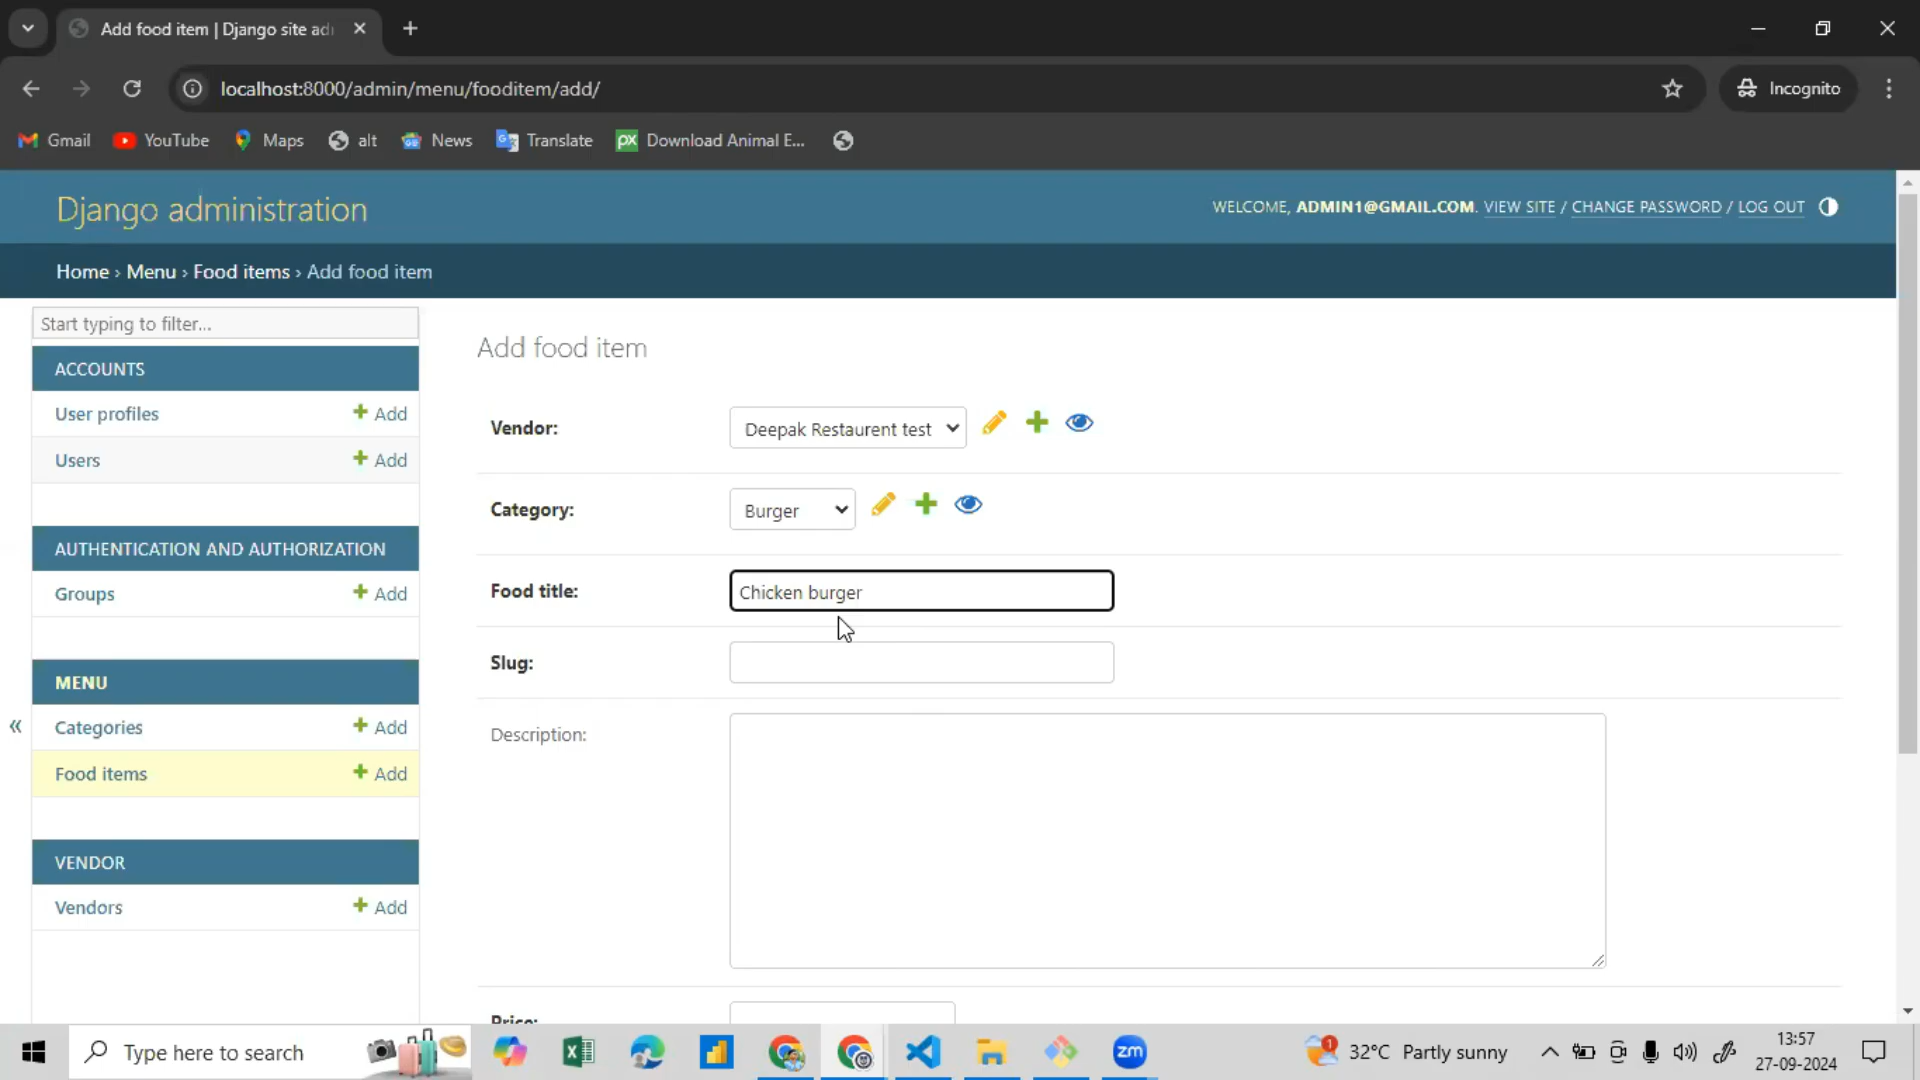 Add food item | Django site ad
localhost:8000/admin/menu/fooditem/add/
Incognito
Gmail YouTube Maps alt News Translate Download Animal E...
Django administration
WELCOME, ADMIN1@GMAIL.COM. VIEW SITE / CHANGE PASSWORD / LOG OUT
Home › Menu › Food items › Add food item
Start typing to filter...
ACCOUNTS
User profiles + Add
Users + Add
AUTHENTICATION AND AUTHORIZATION
Groups + Add
MENU
Categories + Add
Food items + Add
VENDOR
Vendors + Add
«
Add food item
Vendor: Deepak Restaurent test
Category: Burger
Food title: Chicken burger
Slug:
Description:
Price:
Type here to search
zm
1
32°C Partly sunny
13:57
27-09-2024